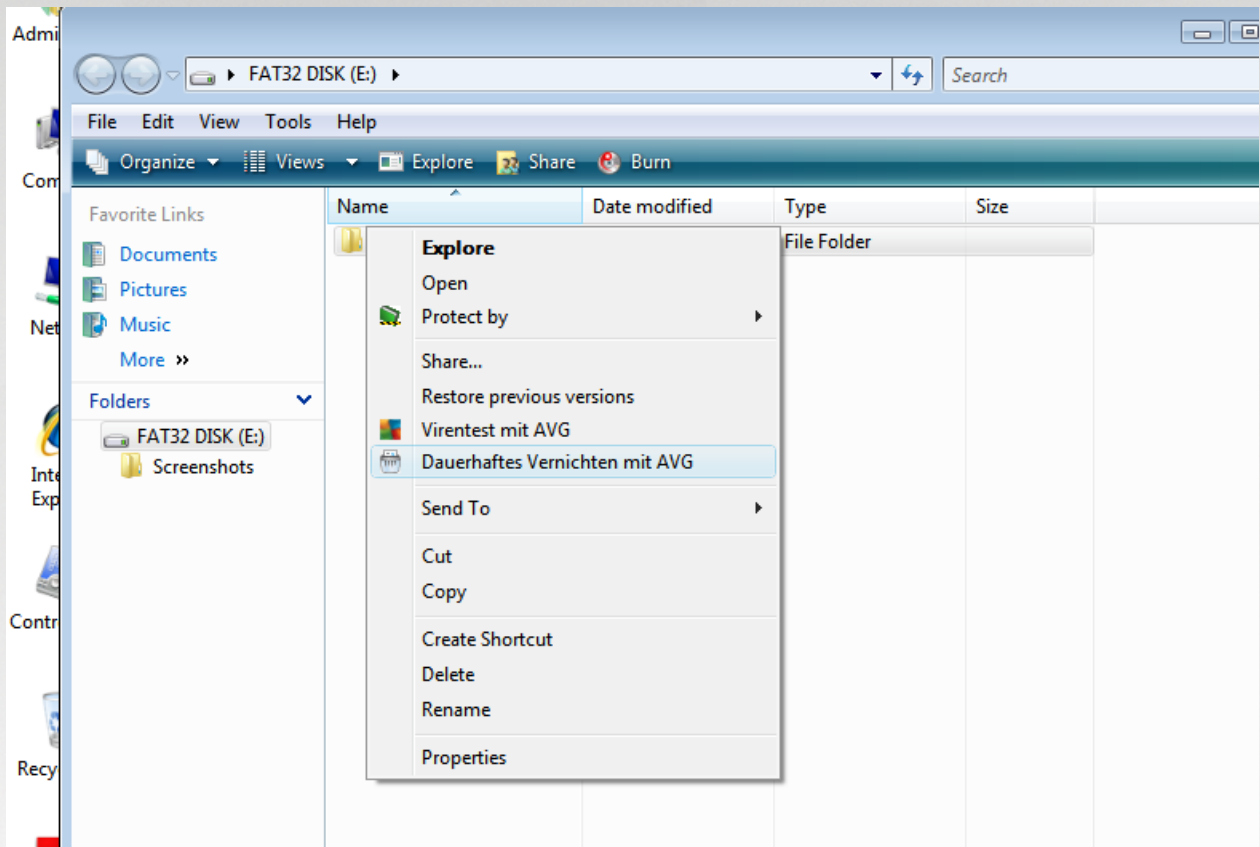 Admi
FAT32 DISK (E:)
Search
File Edit View Tools Help
Organize Views Explore Share Burn
Com
Favorite Links
Name Date modified Type Size
File Folder
Documents
Pictures
Net
Music
More »
Folders
FAT32 DISK (E:)
Screenshots
Inte
Exp
Contr
Recy
Explore
Open
Protect by
Share...
Restore previous versions
Virentest mit AVG
Dauerhaftes Vernichten mit AVG
Send To
Cut
Copy
Create Shortcut
Delete
Rename
Properties